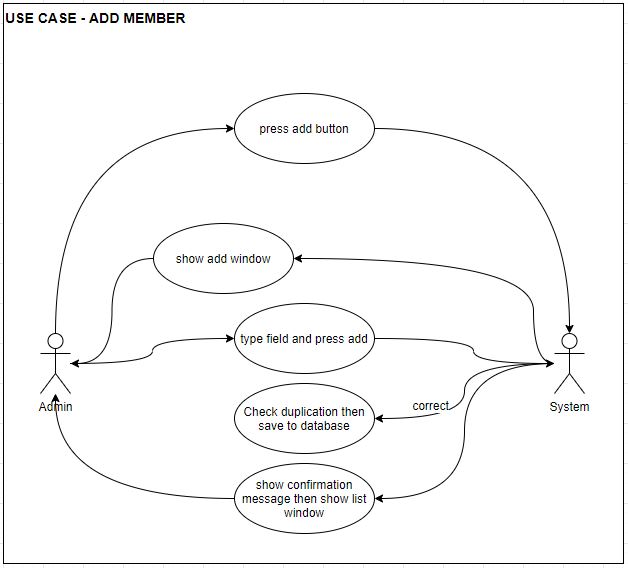 USE CASE - ADD MEMBER
press add button
show add window
type field and press add
Admin
System
correct
Check duplication then
save to database
show confirmation
message then show list
window